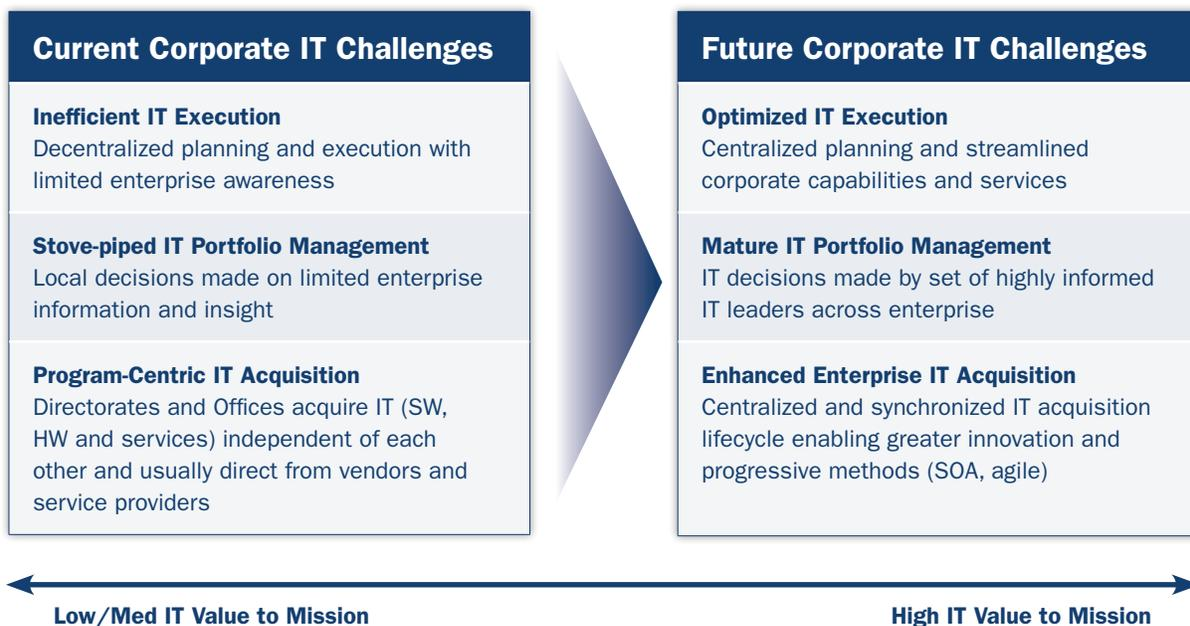 Current Corporate IT Challenges
Inefficient IT Execution
Decentralized planning and execution with
limited enterprise awareness
Stove-piped IT Portfolio Management
Local decisions made on limited enterprise
information and insight
Program-Centric IT Acquisition
Directorates and Offices acquire IT (SW,
HW and services) independent of each
other and usually direct from vendors and
service providers
Future Corporate IT Challenges
Optimized IT Execution
Centralized planning and streamlined
corporate capabilities and services
Mature IT Portfolio Management
IT decisions made by set of highly informed
IT leaders across enterprise
Enhanced Enterprise IT Acquisition
Centralized and synchronized IT acquisition
lifecycle enabling greater innovation and
progressive methods (SOA, agile)
Low/Med IT Value to Mission
High IT Value to Mission